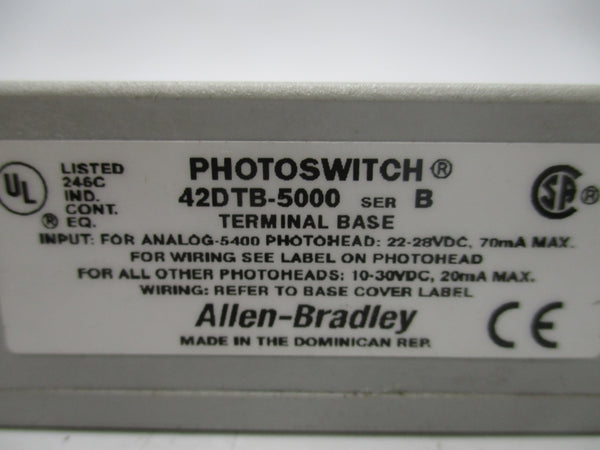 UL
®
LISTED
246C
IND.
CONT.
EQ.
PHOTOSWITCH®
42DTB-5000 SER B
TERMINAL BASE
SA
INPUT: FOR ANALOG-5400 PHOTOHEAD: 22-28VDC, 70mA MAX.
FOR WIRING SEE LABEL ON PHOTOHEAD
FOR ALL OTHER PHOTOHEADS: 10-30VDC, 20mA MAX.
WIRING: REFER TO BASE COVER LABEL
Allen-Bradley
CE
MADE IN THE DOMINICAN REP.